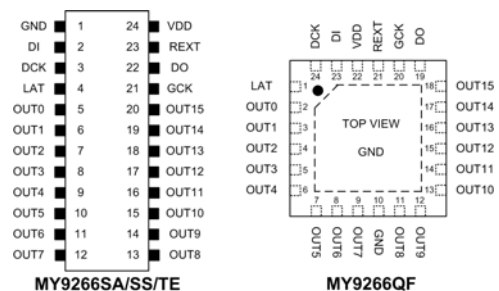 GND 1 24 VDD
DI 2 23 REXT
DCK 3 22 DO
LAT 4 21 GCK
OUT0 5 20 OUT15
OUT1 6 19 OUT14
OUT2 7 18 OUT13
OUT3 8 17 OUT12
OUT4 9 16 OUT11
OUT5 10 15 OUT10
OUT6 11 14 OUT9
OUT7 12 13 OUT8
MY9266SA/SS/TE
DCK DI VDD REXT GCK DO
24 23 22 21 20 19
LAT 1 18 OUT15
OUT0 2 17 OUT14
OUT1 3 TOP VIEW 16 OUT13
OUT2 4 GND 15 OUT12
OUT3 5 14 OUT11
OUT4 6 13 OUT10
7 8 9 10 11 12
OUT5 OUT6 OUT7 GND OUT8 OUT9
MY9266QF